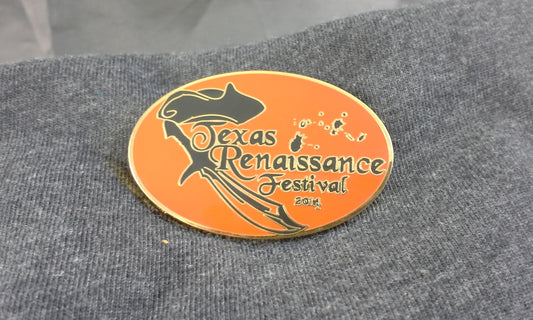 Texas
Renaissance
Festival
2014